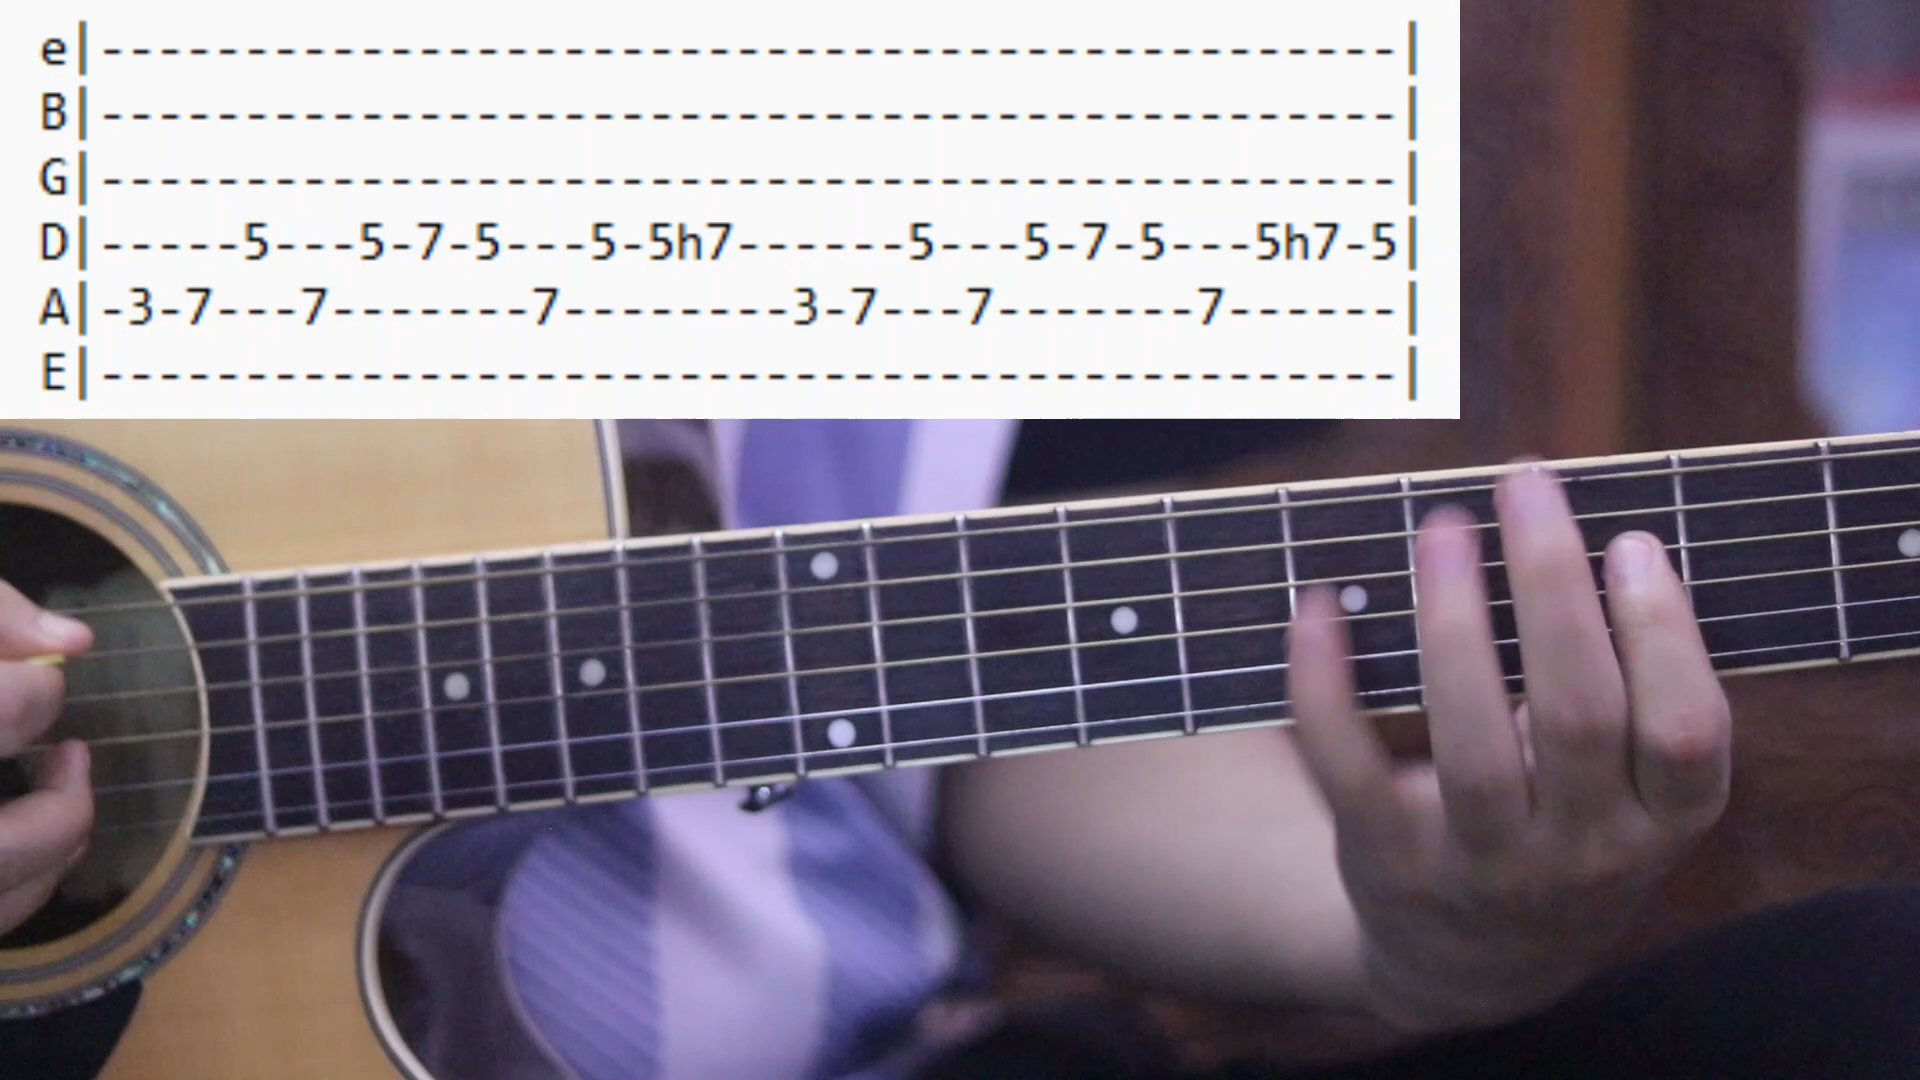 e|---------------------------------------------|
B|---------------------------------------------|
G|---------------------------------------------|
D|-----5---5-7-5---5-5h7------5---5-7-5---5h7-5|
A|-3-7---7-------7--------3-7---7-------7------|
E|---------------------------------------------|